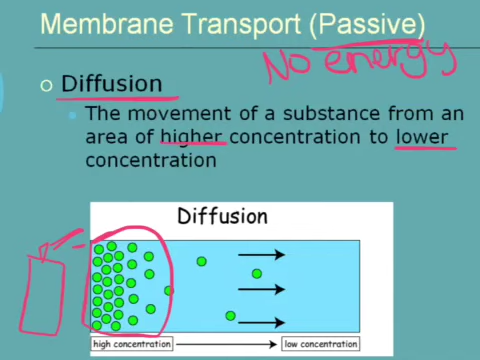 Membrane Transport (Passive)
No energy
Diffusion
The movement of a substance from an
area of higher concentration to lower
concentration
Diffusion
high concentration
low concentration